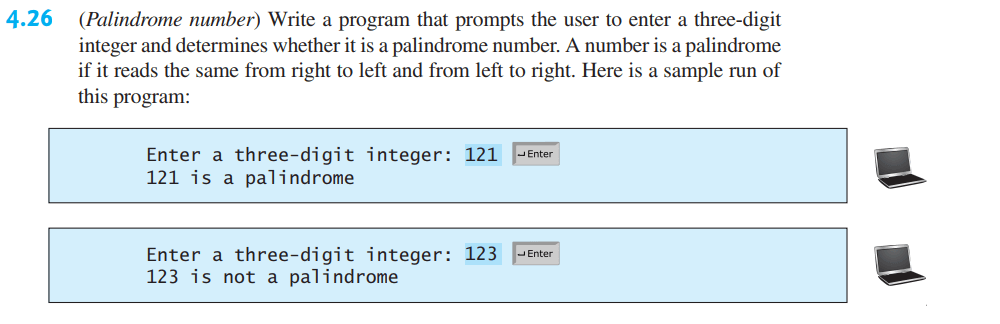 4.26 (Palindrome number) Write a program that prompts the user to enter a three-digit
integer and determines whether it is a palindrome number. A number is a palindrome
if it reads the same from right to left and from left to right. Here is a sample run of
this program:
Enter a three-digit integer: 121 ↵Enter
121 is a palindrome
Enter a three-digit integer: 123 ↵Enter
123 is not a palindrome